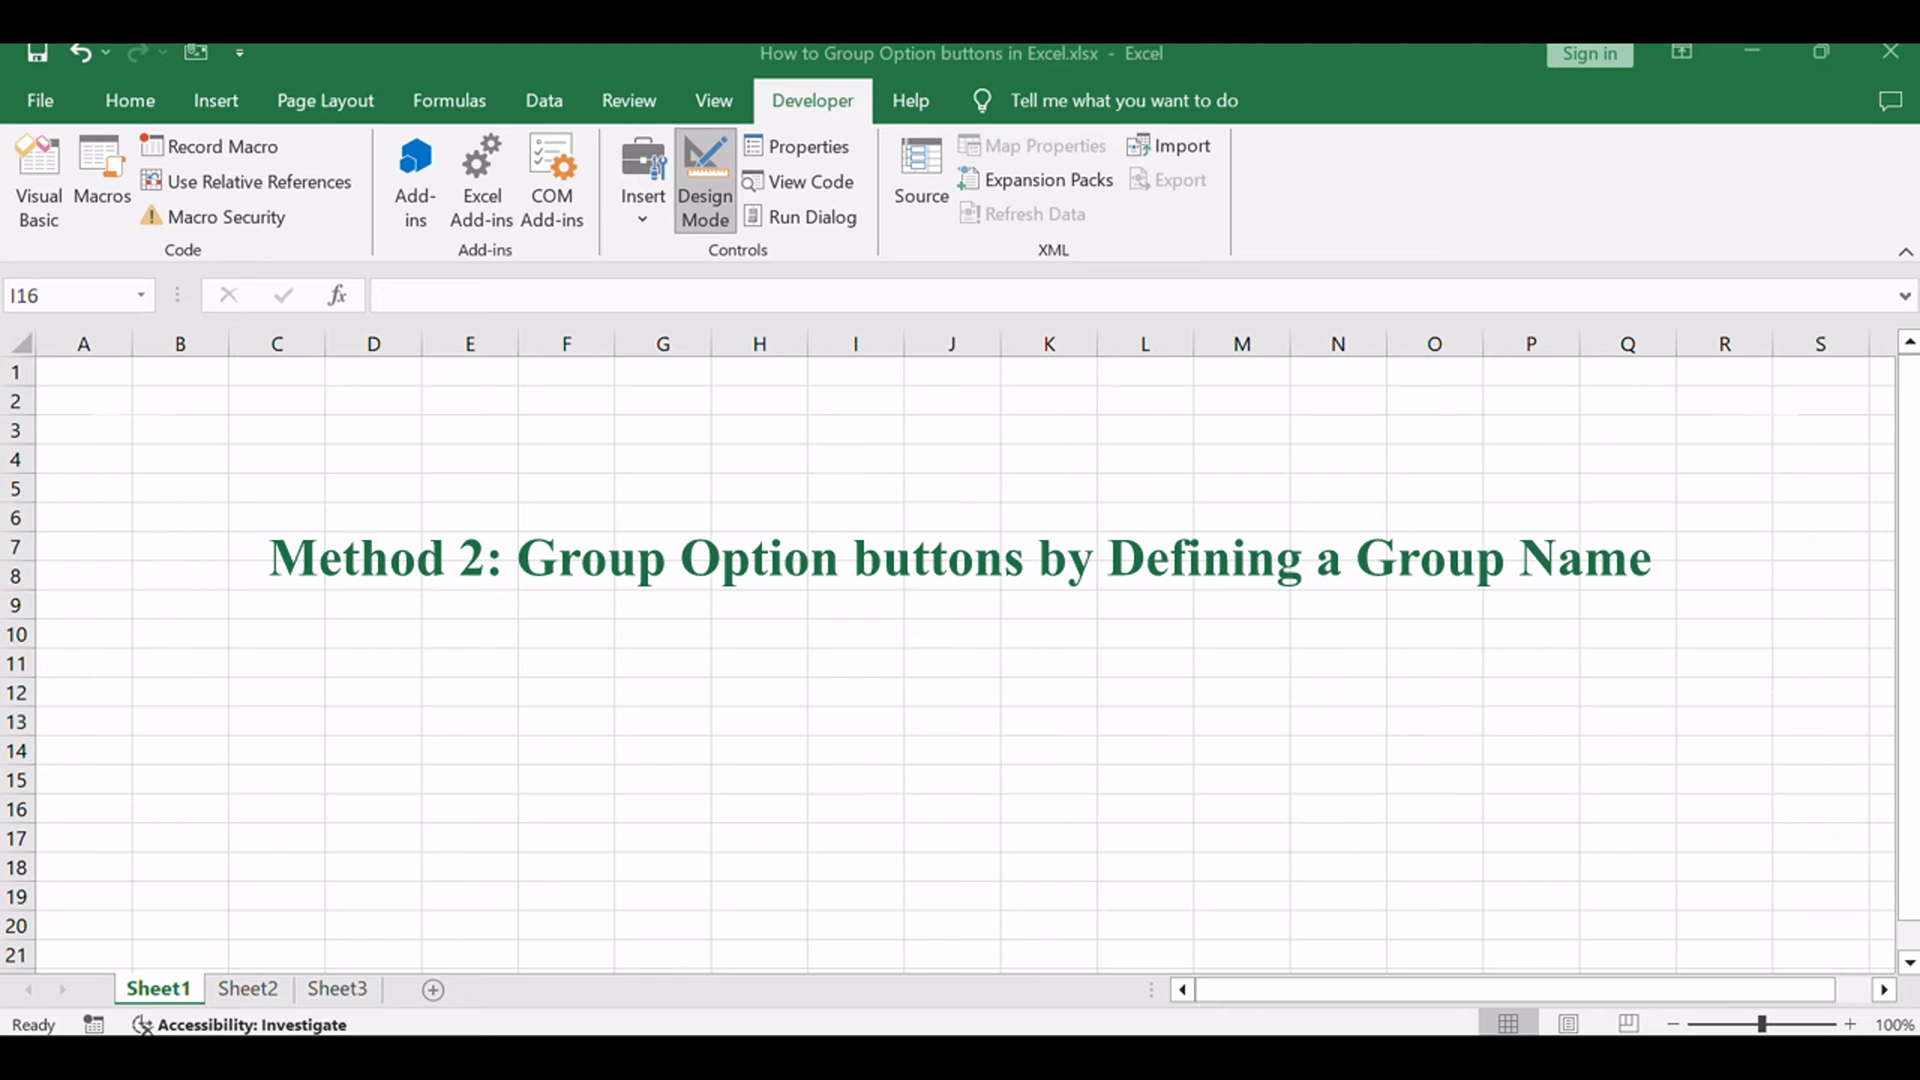 How to Group Option buttons in Excel.xlsx - Excel
Sign in
File Home Insert Page Layout Formulas Data Review View Developer Help Tell me what you want to do
Visual Basic
Macros
Record Macro
Use Relative References
Macro Security
Code
Add-ins
Excel Add-ins
COM Add-ins
Add-ins
Insert
Design Mode
Properties
View Code
Run Dialog
Controls
Source
Map Properties
Expansion Packs
Refresh Data
Import
Export
XML
I16
fx
A B C D E F G H I J K L M N O P Q R S
1
2
3
4
5
6
7
Method 2: Group Option buttons by Defining a Group Name
8
9
10
11
12
13
14
15
16
17
18
19
20
21
Sheet1 Sheet2 Sheet3
Ready
Accessibility: Investigate
100%